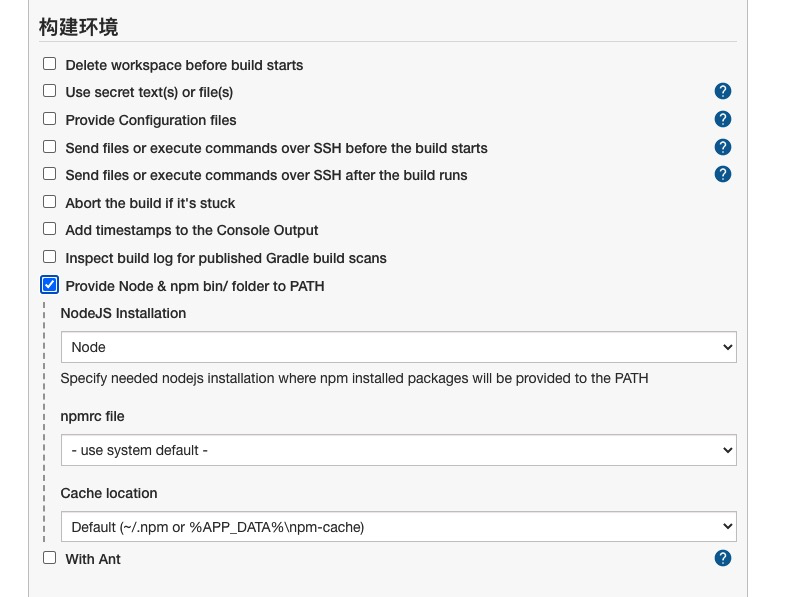 构建环境
Delete workspace before build starts
Use secret text(s) or file(s)
Provide Configuration files
Send files or execute commands over SSH before the build starts
Send files or execute commands over SSH after the build runs
Abort the build if it's stuck
Add timestamps to the Console Output
Inspect build log for published Gradle build scans
Provide Node & npm bin/ folder to PATH
NodeJS Installation
Node
Specify needed nodejs installation where npm installed packages will be provided to the PATH
npmrc file
- use system default -
Cache location
Default (~/.npm or %APP_DATA%\npm-cache)
With Ant